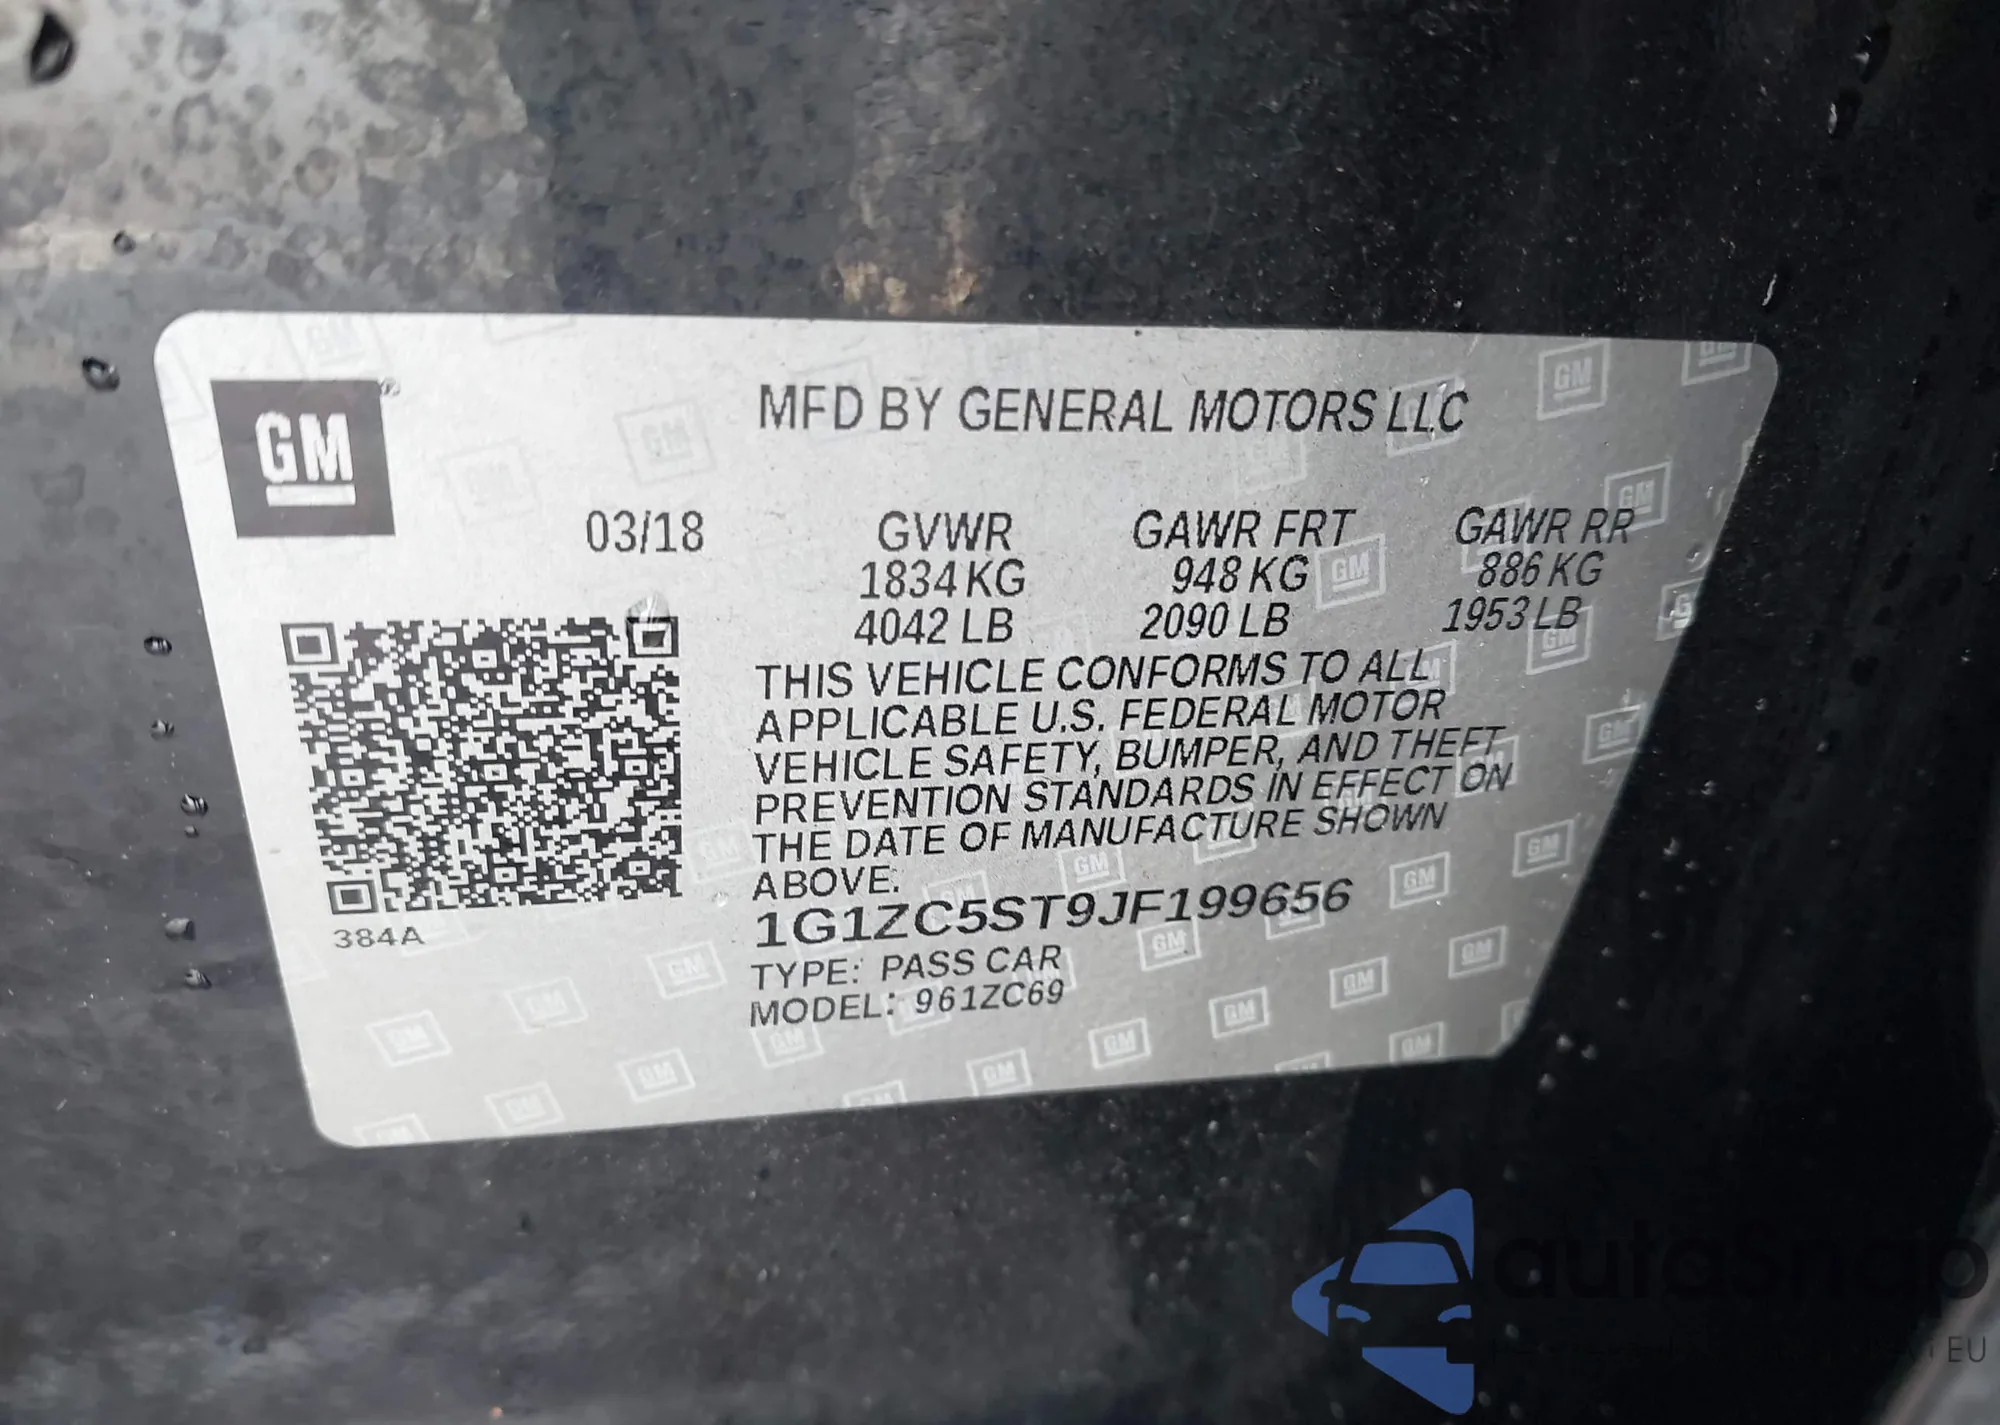 GM
MFD BY GENERAL MOTORS LLC
03/18 GVWR GAWR FRT GAWR RR
1834 KG 948 KG 886 KG
4042 LB 2090 LB 1953 LB
THIS VEHICLE CONFORMS TO ALL
APPLICABLE U.S. FEDERAL MOTOR
VEHICLE SAFETY, BUMPER, AND THEFT
PREVENTION STANDARDS IN EFFECT ON
THE DATE OF MANUFACTURE SHOWN
ABOVE.
1G1ZC5ST9JF199656
384A
TYPE: PASS CAR
MODEL: 961ZC69
autosnap
EU